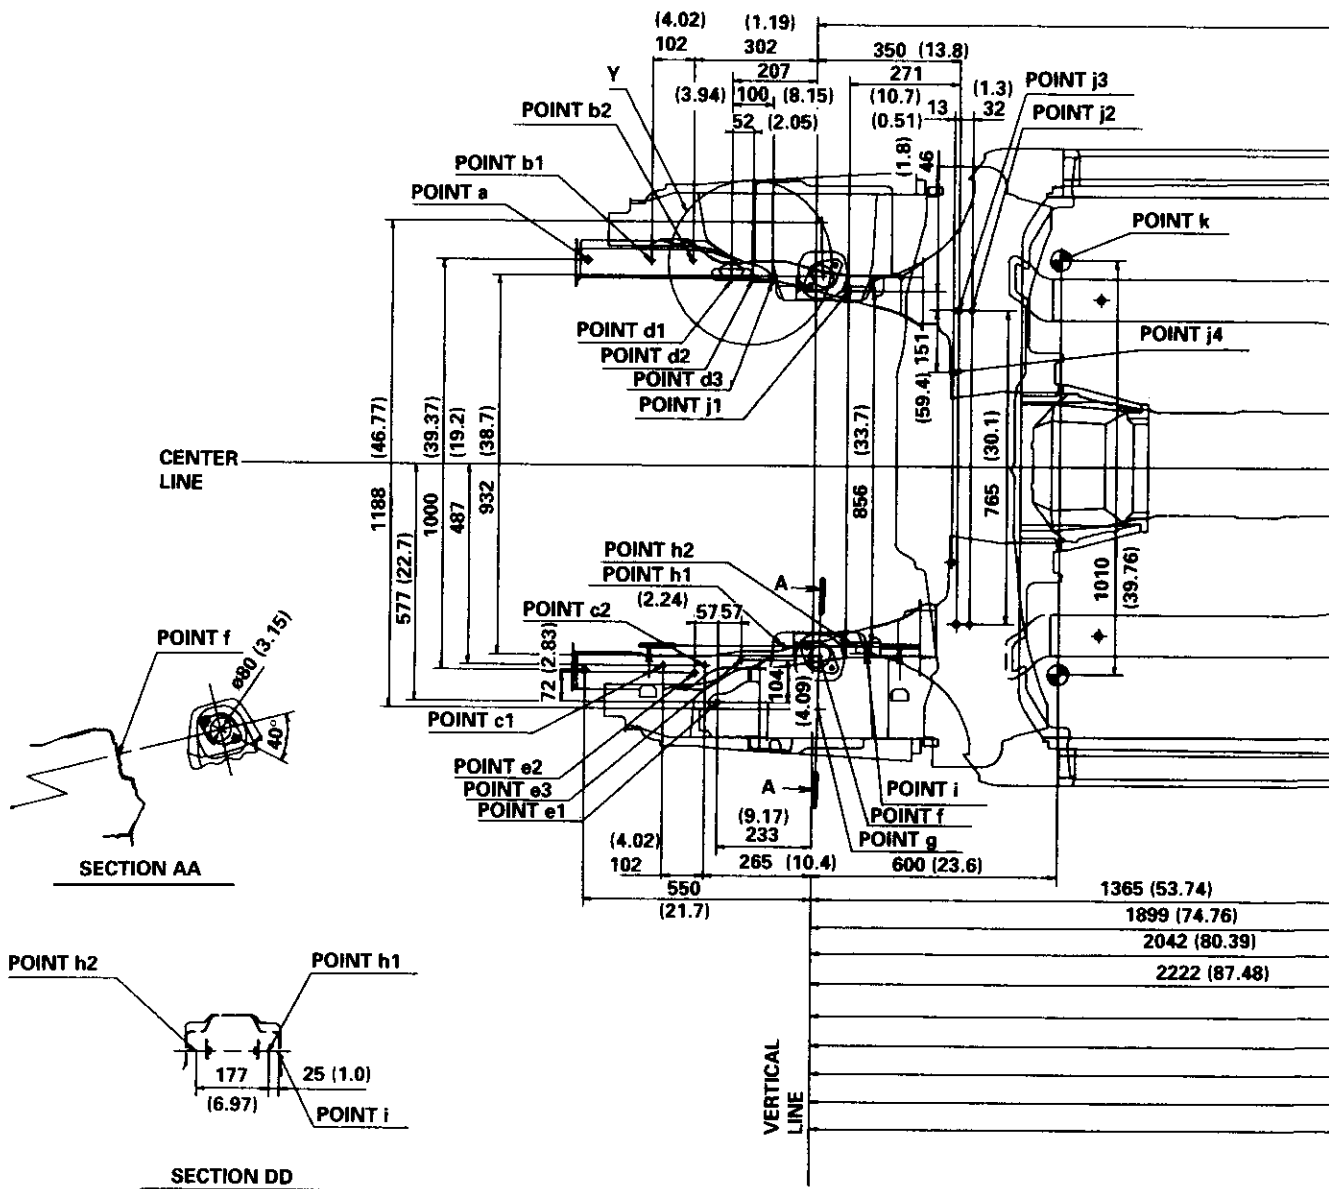 (4.02)
102
(1.19)
302
350 (13.8)
207
(8.15)
271
(10.7)
(0.51)
(1.3)
13
32
POINT j3
POINT j2
Y
(3.94)
100
52
(2.05)
POINT b2
POINT b1
POINT a
(1.8)
46
POINT k
POINT d1
POINT d2
POINT d3
POINT j1
POINT j4
151
(59.4)
(46.77)
1188
(39.37)
1000
(19.2)
487
(38.7)
932
577 (22.7)
(33.7)
856
(30.1)
765
1010
(39.76)
CENTER
LINE
POINT h2
POINT h1
(2.24)
57 57
POINT c2
A
72 (2.83)
104
(4.09)
POINT c1
POINT e2
POINT e3
POINT e1
A
POINT i
POINT f
POINT g
(9.17)
233
(4.02)
102
265 (10.4)
600 (23.6)
550
(21.7)
1365 (53.74)
1899 (74.76)
2042 (80.39)
2222 (87.48)
VERTICAL
LINE
POINT f
ø80 (3.15)
40°
SECTION AA
POINT h2
POINT h1
177
(6.97)
25 (1.0)
POINT i
SECTION DD